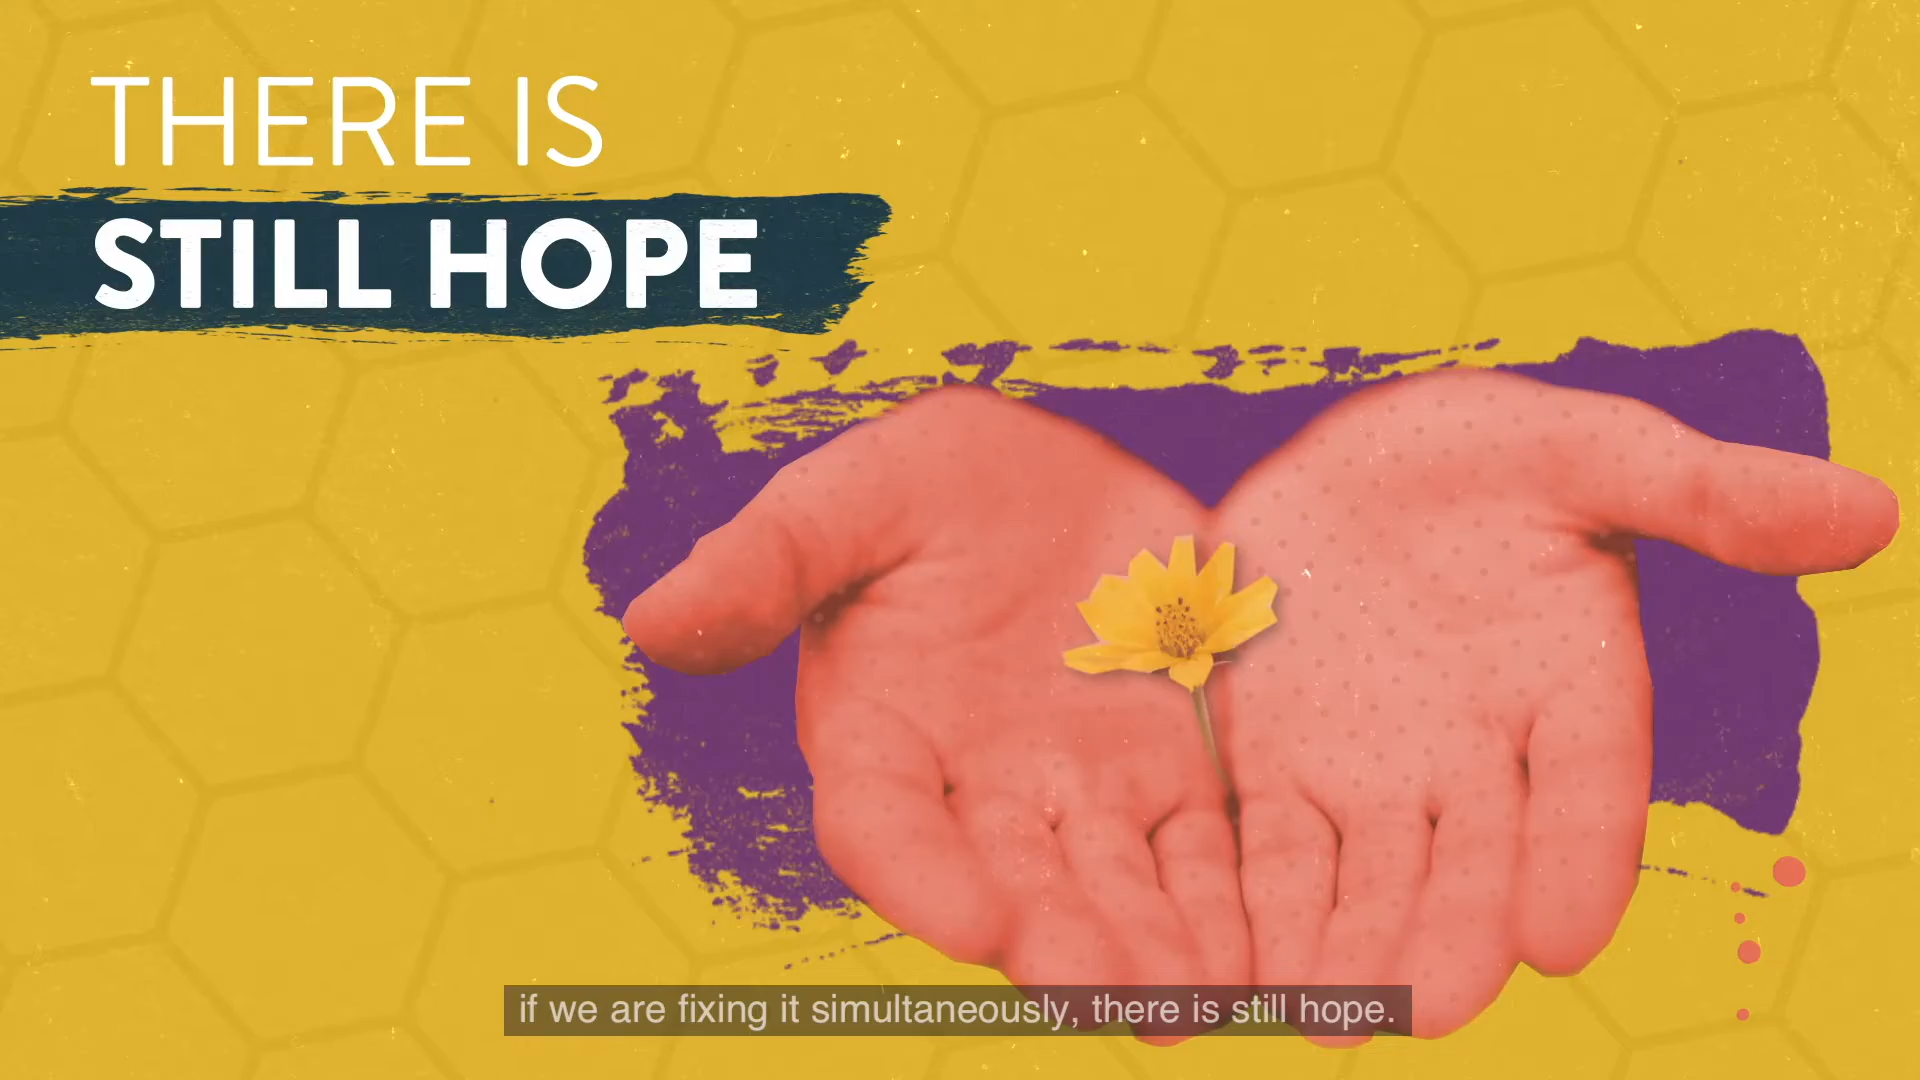 THERE IS
STILL HOPE
if we are fixing it simultaneously, there is still hope.